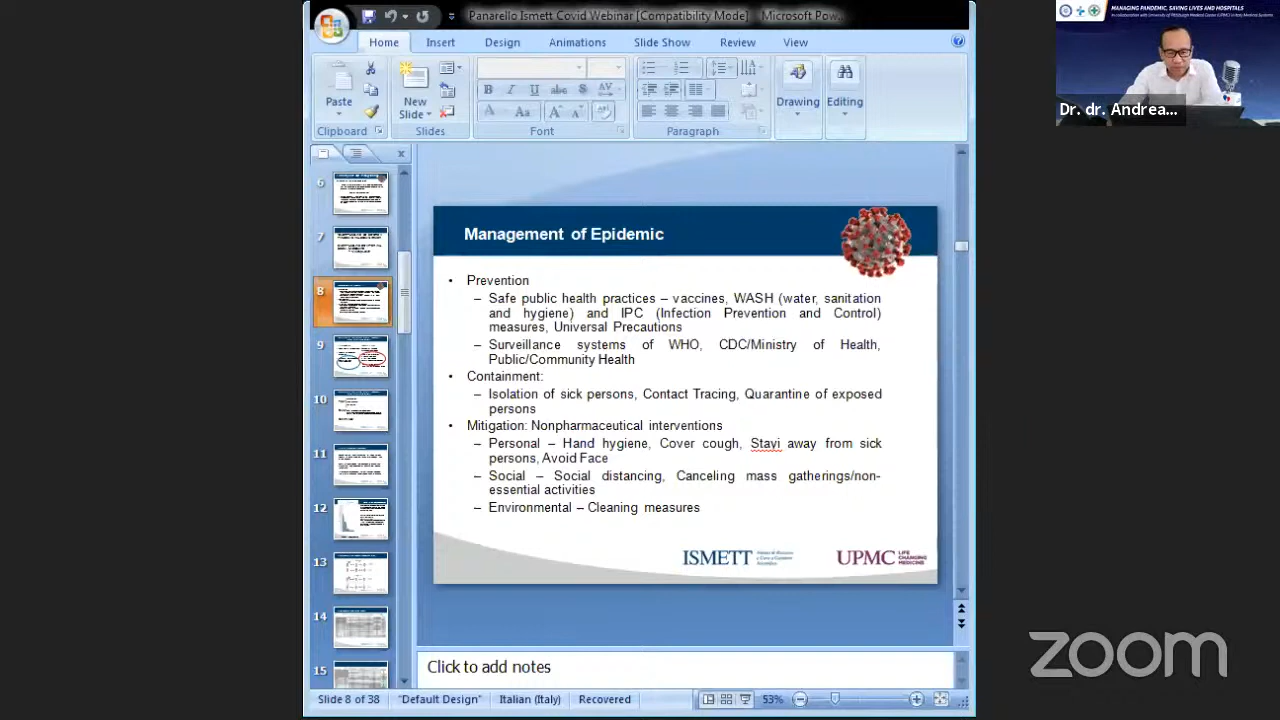 Panarello Ismett Covid Webinar [Compatibility Mode] - Microsoft Pow...
Home Insert Design Animations Slide Show Review View
Paste
New
Slide
Drawing
Editing
Clipboard Slides Font Paragraph
MANAGING PANDEMIC, SAVING LIVES AND HOSPITALS
Dr. dr. Andrea...
6
7
8
9
10
11
12
13
14
15
Management of Epidemic
• Prevention
– Safe public health practices – vaccines, WASH (water, sanitation
and hygiene) and IPC (Infection Prevention and Control)
measures, Universal Precautions
– Surveillence systems of WHO, CDC/Ministry of Health,
Public/Community Health
• Containment:
– Isolation of sick persons, Contact Tracing, Quarantine of exposed
persons
• Mitigation: Nonpharmaceutical interventions
– Personal – Hand hygiene, Cover cough, Stayi away from sick
persons, Avoid Face
– Social – Social distancing, Canceling mass gatherings/non-
essential activities
– Environmental – Cleaning measures
ISMETT
UPMC LIFE
CHANGING
MEDICINE
Click to add notes
Slide 8 of 38 "Default Design" Italian (Italy) Recovered 53%
zoom